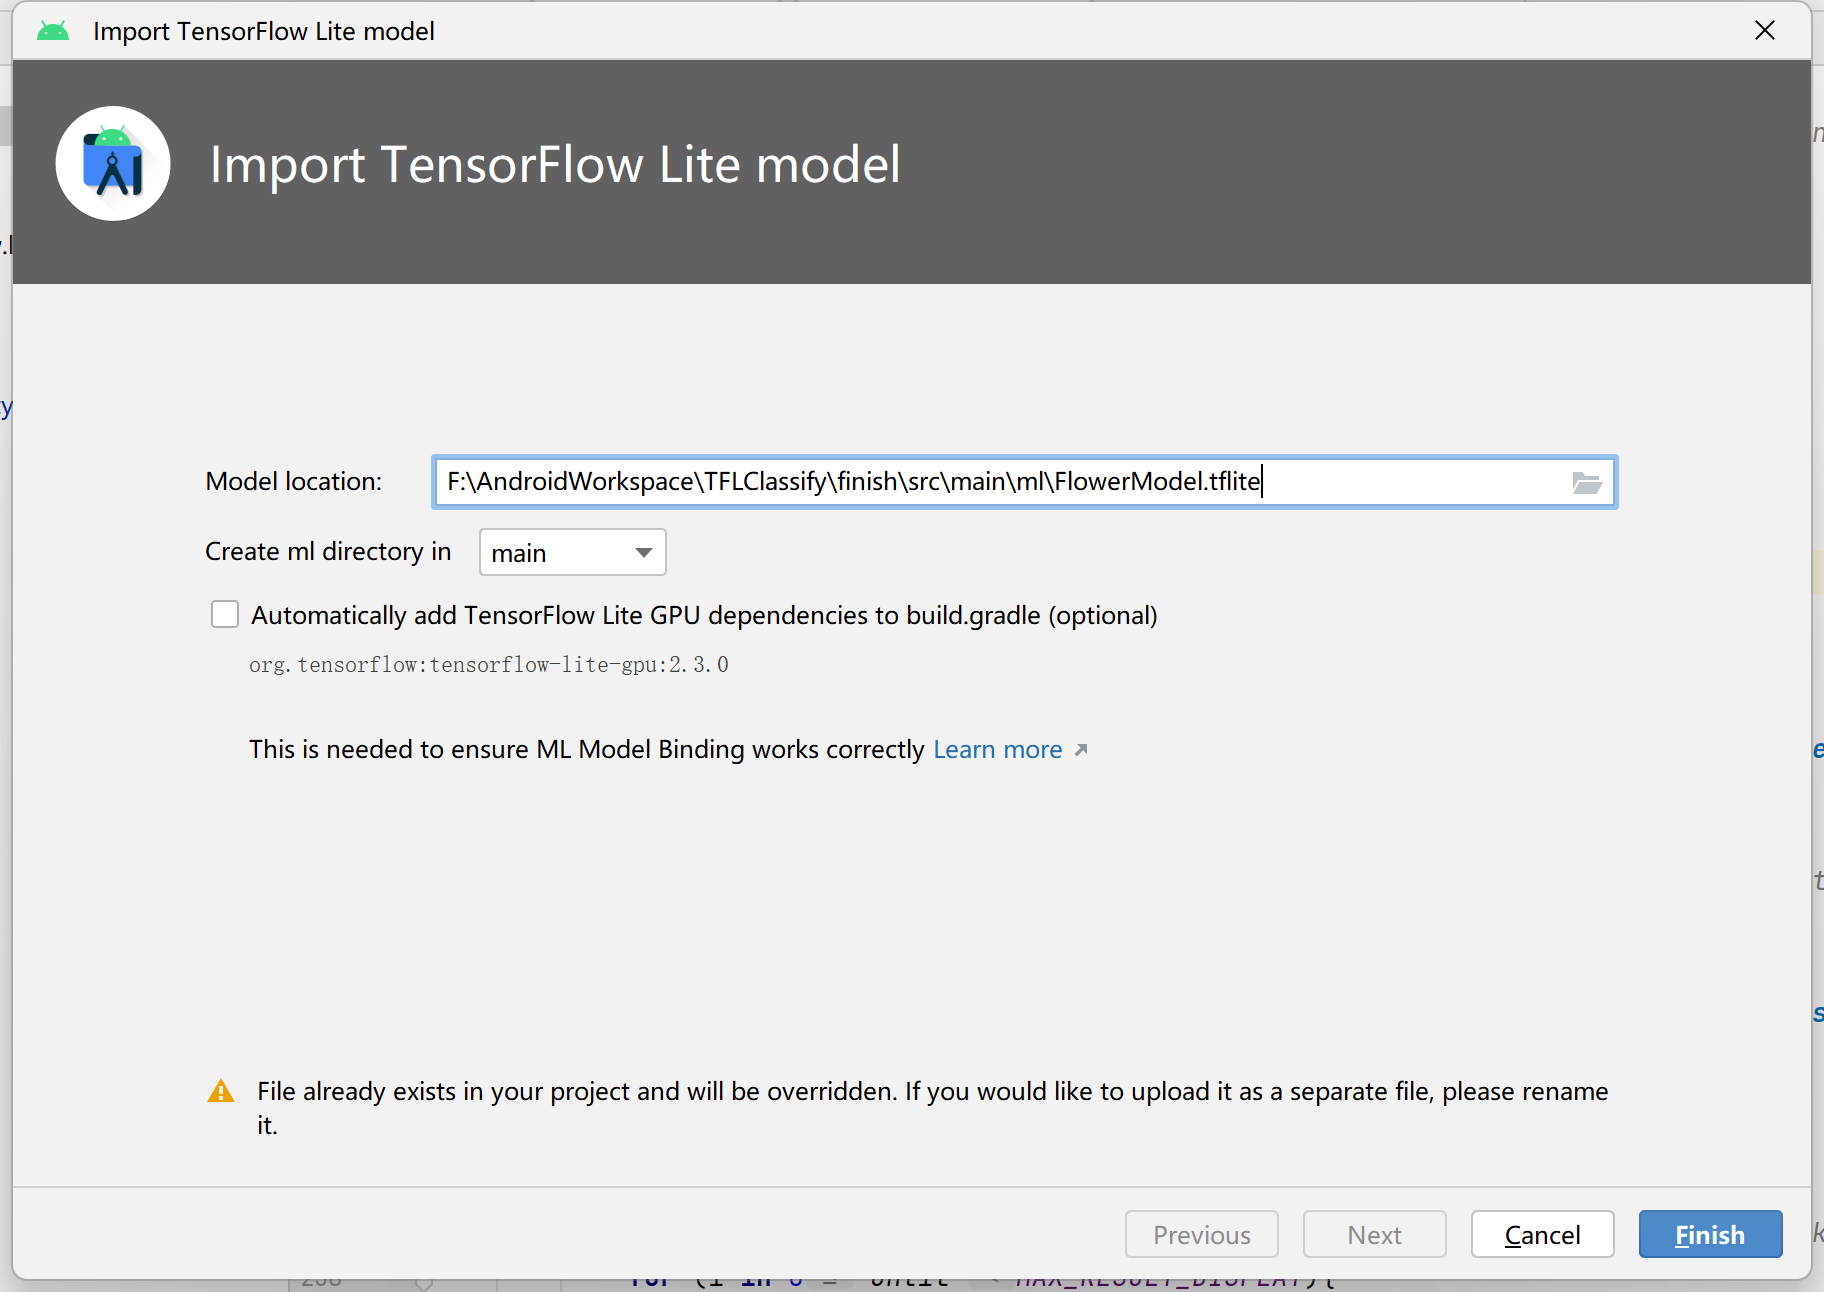 Import TensorFlow Lite model
Import TensorFlow Lite model
Model location: F:\AndroidWorkspace\TFLClassify\finish\src\main\ml\FlowerModel.tflite
Create ml directory in main
Automatically add TensorFlow Lite GPU dependencies to build.gradle (optional)
org.tensorflow:tensorflow-lite-gpu:2.3.0
This is needed to ensure ML Model Binding works correctly Learn more
File already exists in your project and will be overridden. If you would like to upload it as a separate file, please rename
it.
Previous Next Cancel Finish